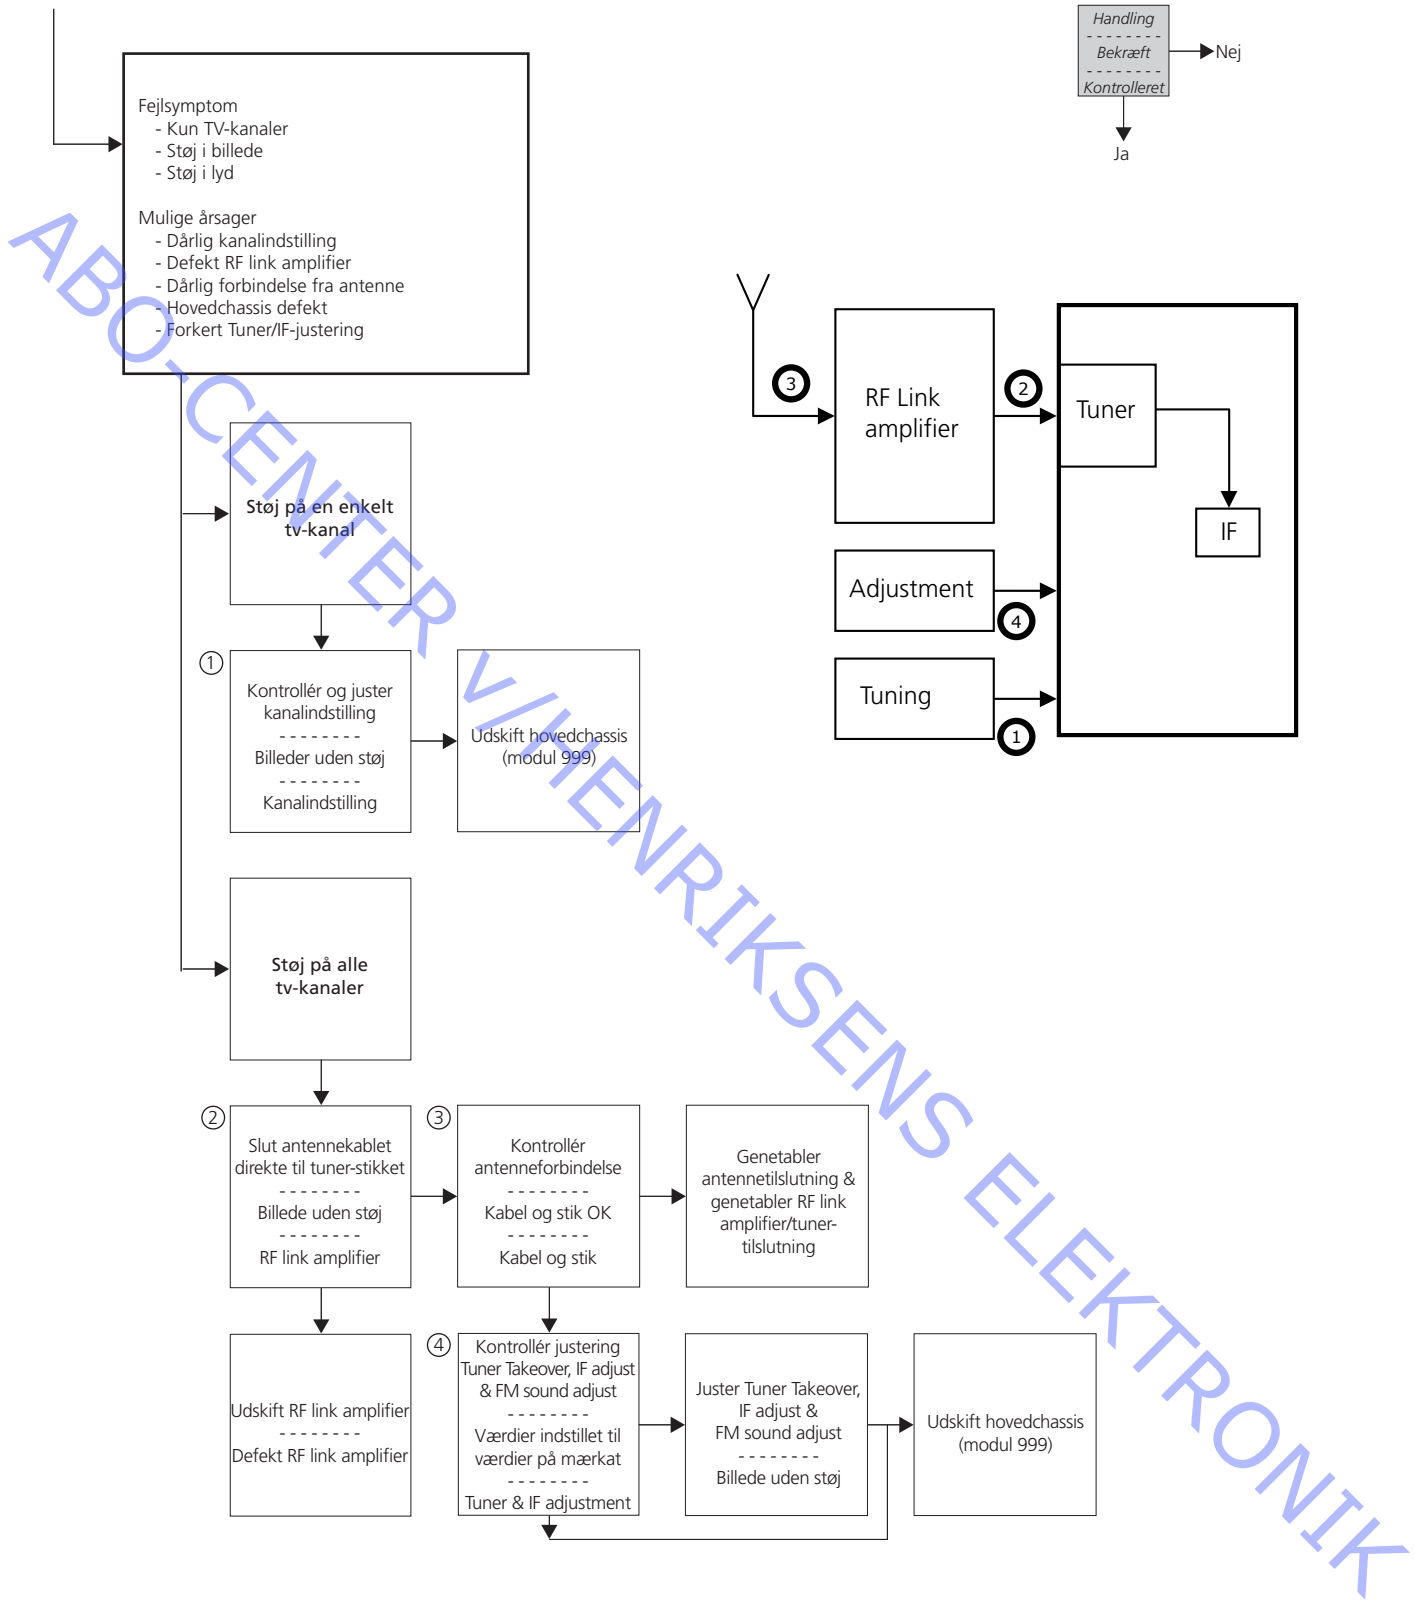 Handling
- - - - - - - -
Bekræft
- - - - - - - -
Kontrolleret
Nej
Ja
Fejlsymptom
- Kun TV-kanaler
- Støj i billede
- Støj i lyd
Mulige årsager
- Dårlig kanalindstilling
- Defekt RF link amplifier
- Dårlig forbindelse fra antenne
- Hovedchassis defekt
- Forkert Tuner/IF-justering
3
RF Link
amplifier
2
Tuner
IF
Adjustment
4
Tuning
1
Støj på en enkelt
tv-kanal
1
Kontrollér og juster
kanalindstilling
- - - - - - - -
Billeder uden støj
- - - - - - - -
Kanalindstilling
Udskift hovedchassis
(modul 999)
Støj på alle
tv-kanaler
2
Slut antennekablet
direkte til tuner-stikket
- - - - - - - -
Billede uden støj
- - - - - - - -
RF link amplifier
3
Kontrollér
antenneforbindelse
- - - - - - - -
Kabel og stik OK
- - - - - - - -
Kabel og stik
Genetabler
antennetilslutning &
genetabler RF link
amplifier/tuner-
tilslutning
Udskift RF link amplifier
- - - - - - - -
Defekt RF link amplifier
4
Kontrollér justering
Tuner Takeover, IF adjust
& FM sound adjust
- - - - - - - -
Værdier indstillet til
værdier på mærkat
- - - - - - - -
Tuner & IF adjustment
Juster Tuner Takeover,
IF adjust &
FM sound adjust
- - - - - - - -
Billede uden støj
Udskift hovedchassis
(modul 999)
ABO-CENTER v/HENRIKSENS ELEKTRONIK